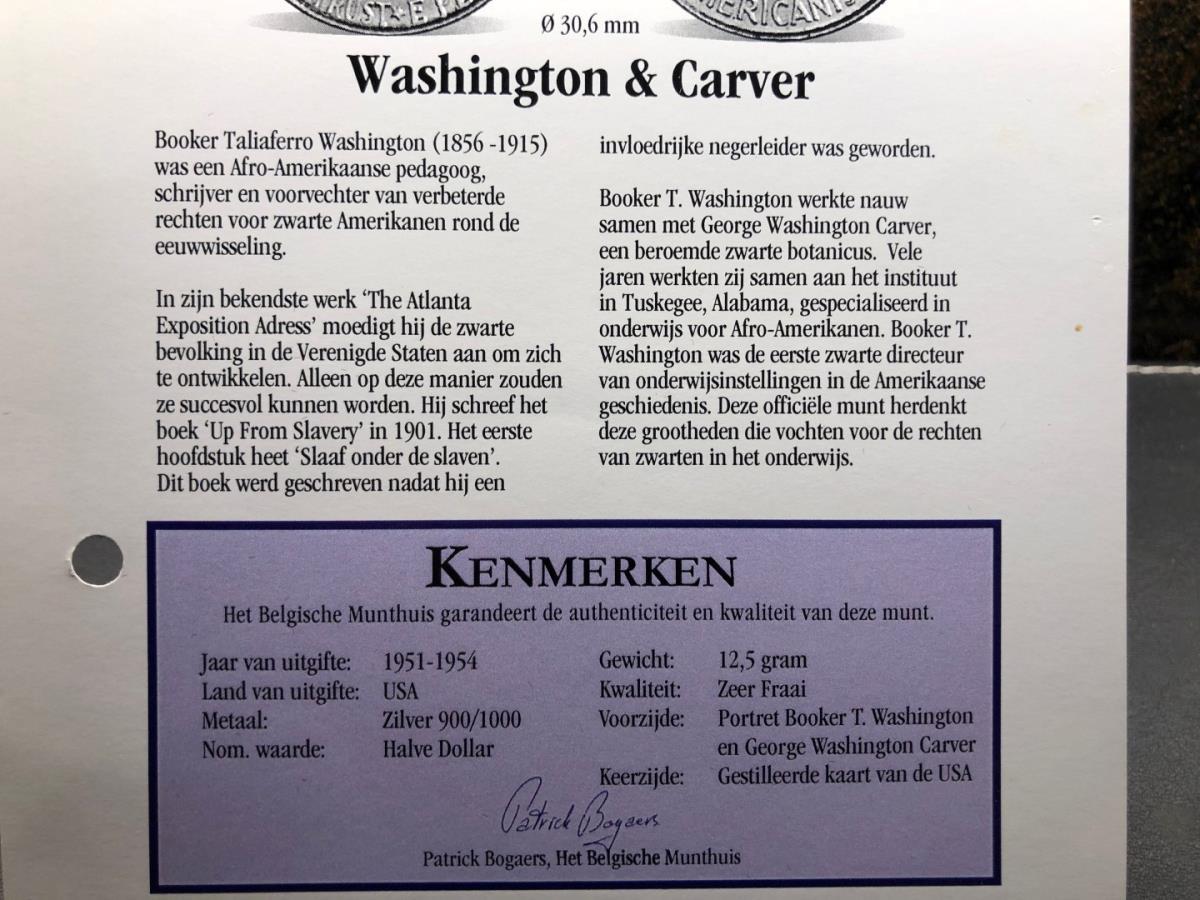 TRUST★E PL
ERICANIS
Ø 30,6 mm
Washington & Carver
Booker Taliaferro Washington (1856 -1915)
was een Afro-Amerikaanse pedagoog,
schrijver en voorvechter van verbeterde
rechten voor zwarte Amerikanen rond de
eeuwwisseling.
In zijn bekendste werk ‘The Atlanta
Exposition Adress’ moedigt hij de zwarte
bevolking in de Verenigde Staten aan om zich
te ontwikkelen. Alleen op deze manier zouden
ze succesvol kunnen worden. Hij schreef het
boek ‘Up From Slavery’ in 1901. Het eerste
hoofdstuk heet ‘Slaaf onder de slaven’.
Dit boek werd geschreven nadat hij een
invloedrijke negerleider was geworden.
Booker T. Washington werkte nauw
samen met George Washington Carver,
een beroemde zwarte botanicus. Vele
jaren werkten zij samen aan het instituut
in Tuskegee, Alabama, gespecialiseerd in
onderwijs voor Afro-Amerikanen. Booker T.
Washington was de eerste zwarte directeur
van onderwijsinstellingen in de Amerikaanse
geschiedenis. Deze officiële munt herdenkt
deze grootheden die vochten voor de rechten
van zwarten in het onderwijs.
KENMERKEN
Het Belgische Munthuis garandeert de authenticiteit en kwaliteit van deze munt.
Jaar van uitgifte: 1951-1954
Land van uitgifte: USA
Metaal: Zilver 900/1000
Nom. waarde: Halve Dollar
Gewicht: 12,5 gram
Kwaliteit: Zeer Fraai
Voorzijde: Portret Booker T. Washington
en George Washington Carver
Keerzijde: Gestilleerde kaart van de USA
Patrick Bogaers
Patrick Bogaers, Het Belgische Munthuis